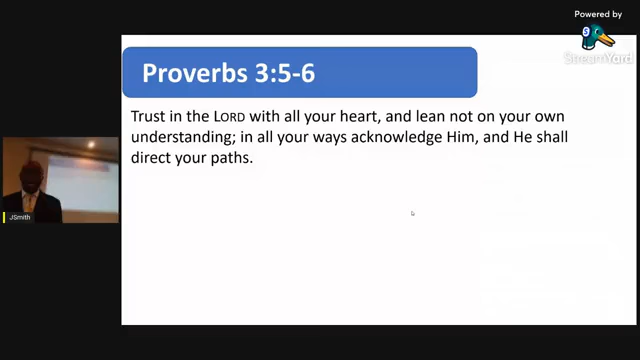 Powered by
StreamYard
Proverbs 3:5-6
Trust in the LORD with all your heart, and lean not on your own
understanding; in all your ways acknowledge Him, and He shall
direct your paths.
JSmith